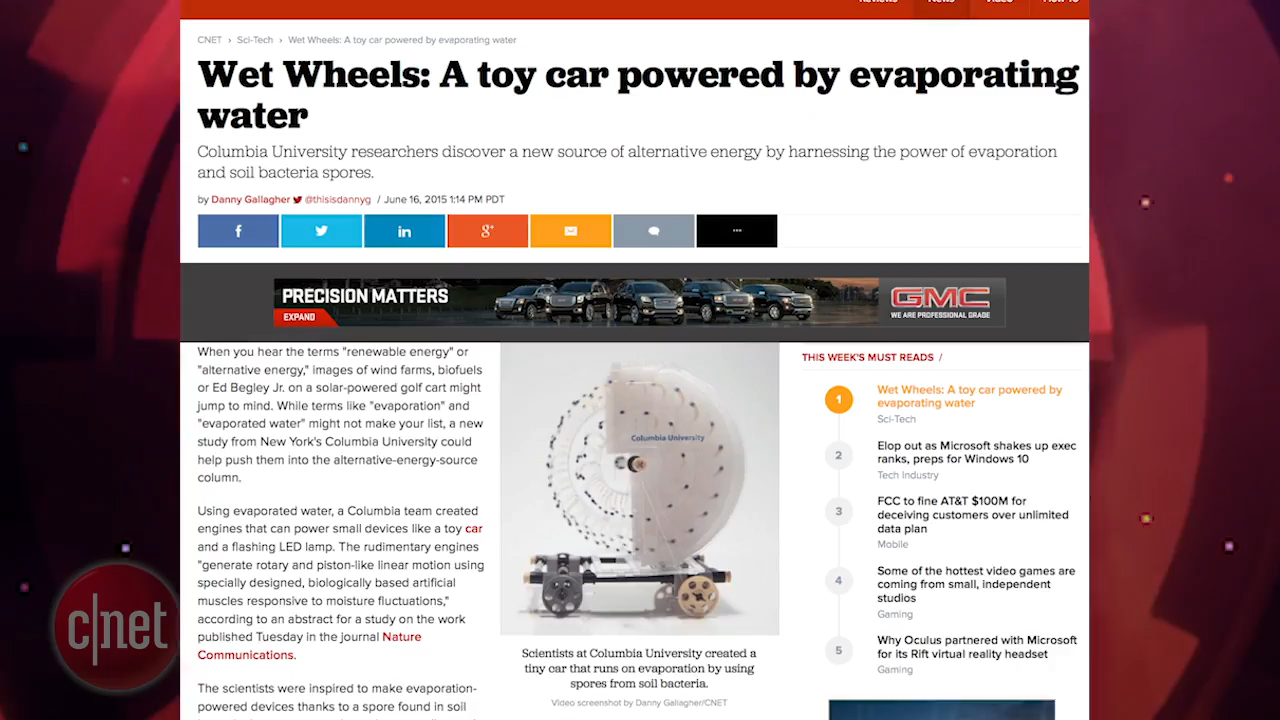 Reviews News Video How To
CNET › Sci-Tech › Wet Wheels: A toy car powered by evaporating water
Wet Wheels: A toy car powered by evaporating
water
Columbia University researchers discover a new source of alternative energy by harnessing the power of evaporation
and soil bacteria spores.
by Danny Gallagher @thisisdannyg / June 16, 2015 1:14 PM PDT
f in g+ ...
PRECISION MATTERS
EXPAND
GMC
WE ARE PROFESSIONAL GRADE
When you hear the terms "renewable energy" or
"alternative energy," images of wind farms, biofuels
or Ed Begley Jr. on a solar-powered golf cart might
jump to mind. While terms like "evaporation" and
"evaporated water" might not make your list, a new
study from New York's Columbia University could
help push them into the alternative-energy-source
column.
Using evaporated water, a Columbia team created
engines that can power small devices like a toy car
and a flashing LED lamp. The rudimentary engines
"generate rotary and piston-like linear motion using
specially designed, biologically based artificial
muscles responsive to moisture fluctuations,"
according to an abstract for a study on the work
published Tuesday in the journal Nature
Communications.
The scientists were inspired to make evaporation-
powered devices thanks to a spore found in soil
Columbia University
Scientists at Columbia University created a
tiny car that runs on evaporation by using
spores from soil bacteria.
Video screenshot by Danny Gallagher/CNET
THIS WEEK'S MUST READS /
1
Wet Wheels: A toy car powered by
evaporating water
Sci-Tech
2
Elop out as Microsoft shakes up exec
ranks, preps for Windows 10
Tech Industry
3
FCC to fine AT&T $100M for
deceiving customers over unlimited
data plan
Mobile
4
Some of the hottest video games are
coming from small, independent
studios
Gaming
5
Why Oculus partnered with Microsoft
for its Rift virtual reality headset
Gaming
c|net